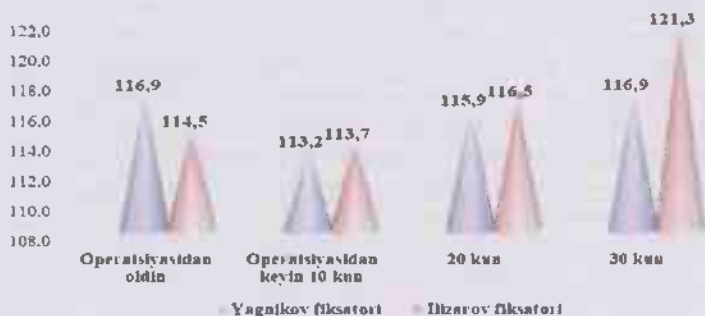 122,0
120,0
118,0
116,0
114,0
112,0
110,0
108,0
116,9
114,5
113,2
113,7
115,9
116,5
116,9
121,3
Operatsiyasidan
oldin
Operatsiyasidan
keyin 10 kun
20 kun
30 kun
Yagnikov fiksatori
Ilizarov fiksatori